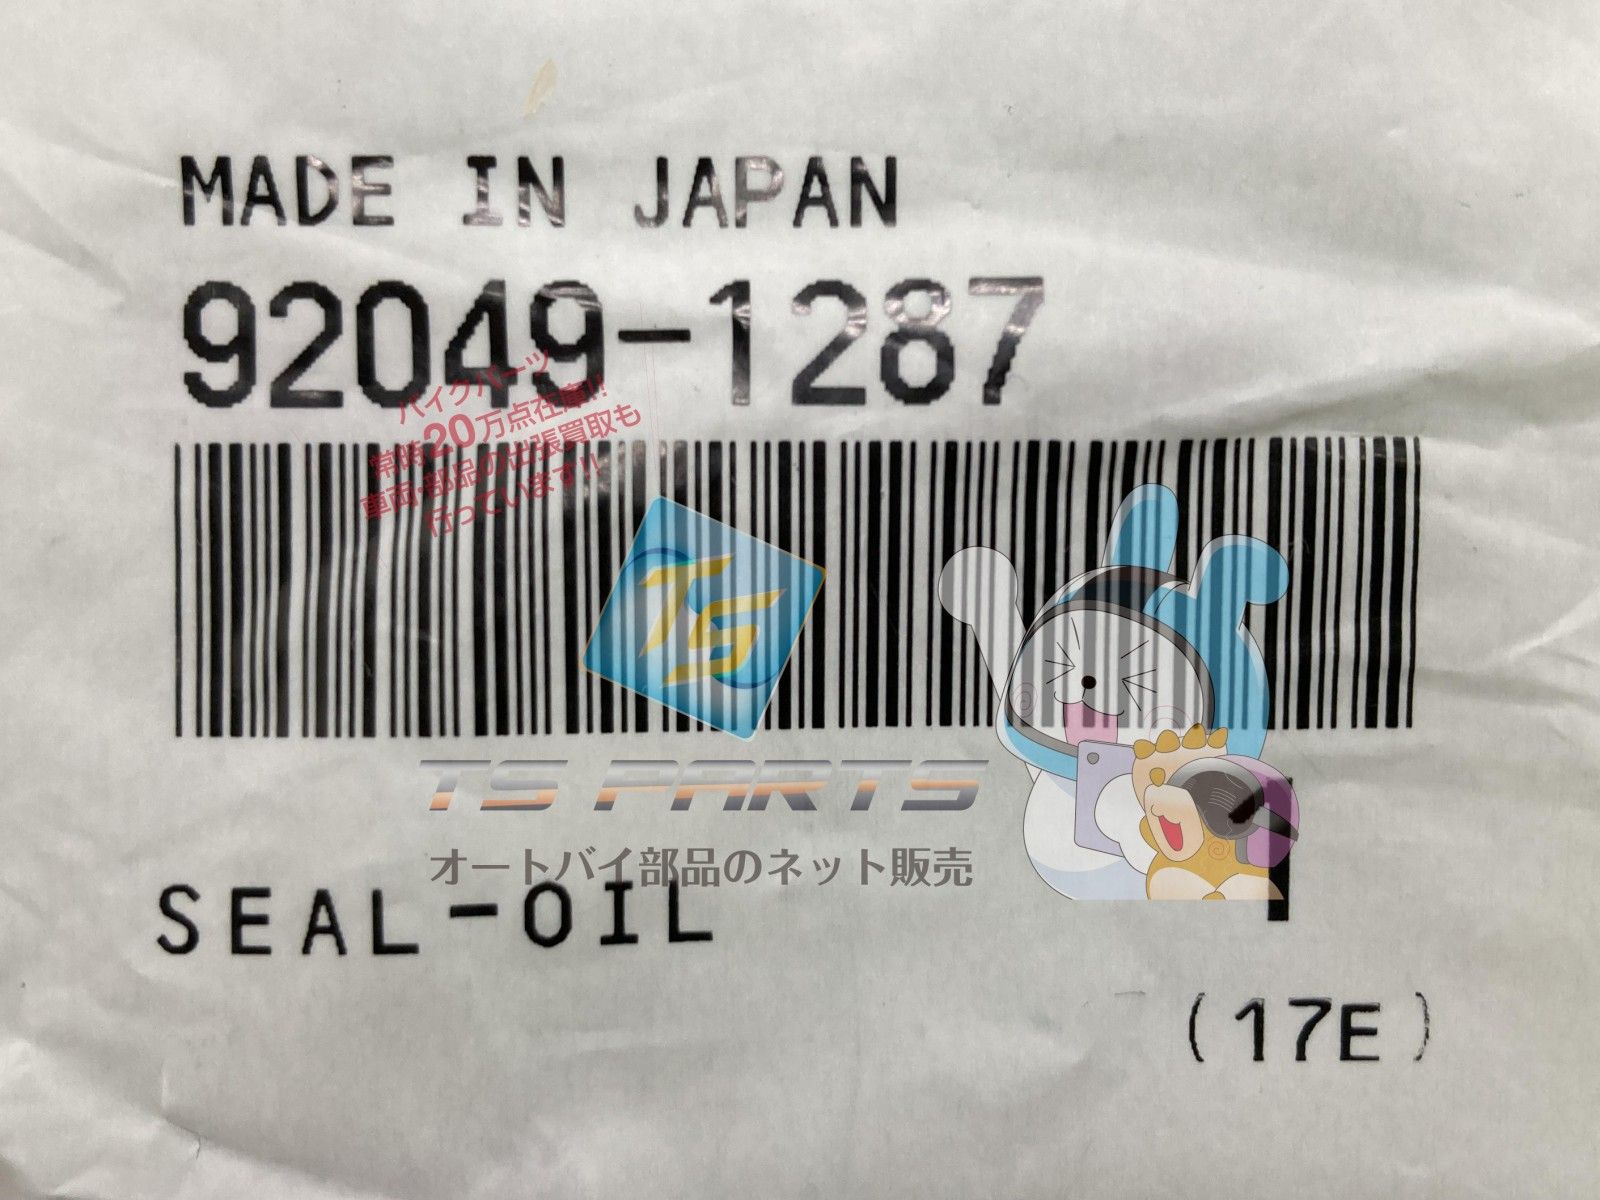 MADE IN JAPAN
92049-1287
バイクパーツ
常時20万点在庫!!
車両・部品の出張買取も
行っています!!
TS
TS PARTS
オートバイ部品のネット販売
SEAL-OIL
1
(17E)